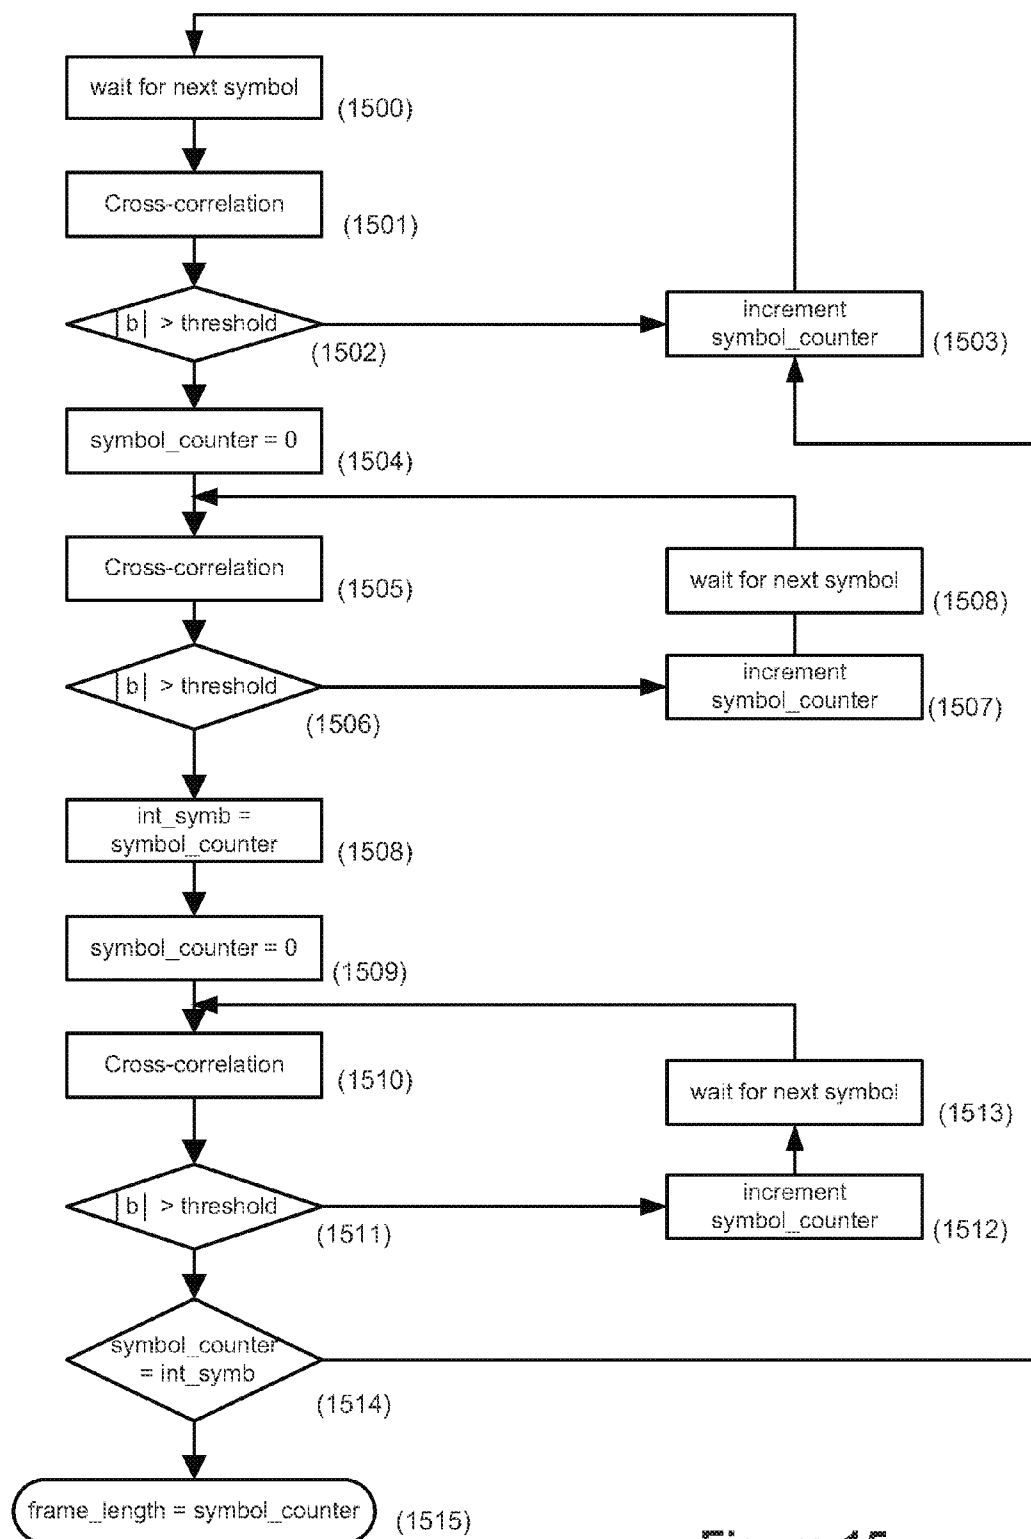 wait for next symbol
(1500)
Cross-correlation
(1501)
|b| > threshold
(1502)
increment
symbol_counter
(1503)
symbol_counter = 0
(1504)
Cross-correlation
(1505)
wait for next symbol
(1508)
|b| > threshold
(1506)
increment
symbol_counter
(1507)
int_symb =
symbol_counter
(1508)
symbol_counter = 0
(1509)
Cross-correlation
(1510)
wait for next symbol
(1513)
|b| > threshold
(1511)
increment
symbol_counter
(1512)
symbol_counter
= int_symb
(1514)
frame_length = symbol_counter
(1515)